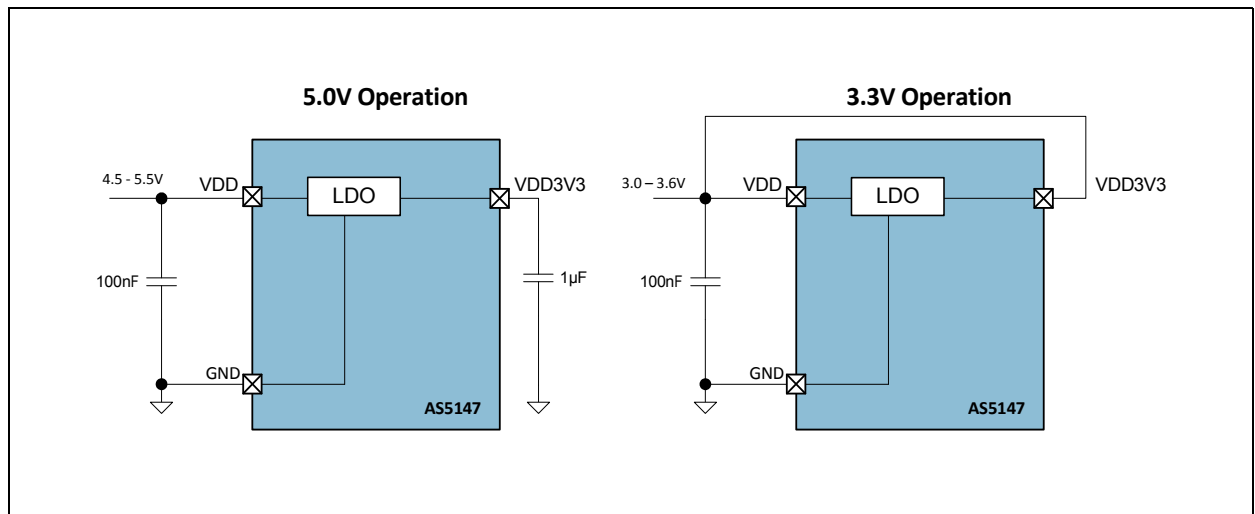 5.0V Operation
3.3V Operation
4.5 - 5.5V
VDD
LDO
VDD3V3
100nF
1µF
GND
AS5147
3.0 – 3.6V
VDD
LDO
VDD3V3
100nF
GND
AS5147